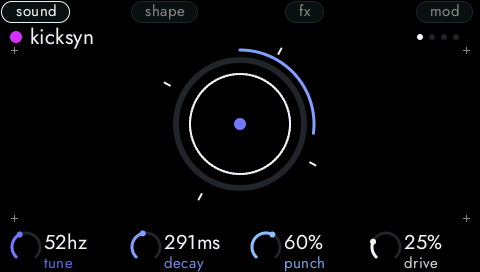 sound shape fx mod
kicksyn
52hz 291ms 60% 25%
tune decay punch drive